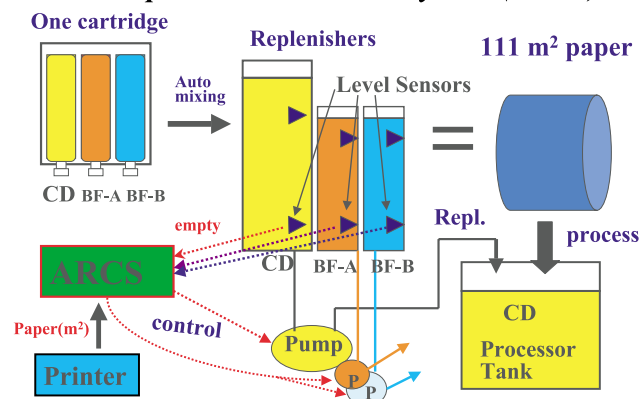 One cartridge
Replenishers
111 m² paper
Auto
mixing
Level Sensors
CD BF-A BF-B
empty
Repl.
process
CD BF-A BF-B
ARCS
CD
Paper(m²)
control
Pump
Processor
Tank
Printer
P
P